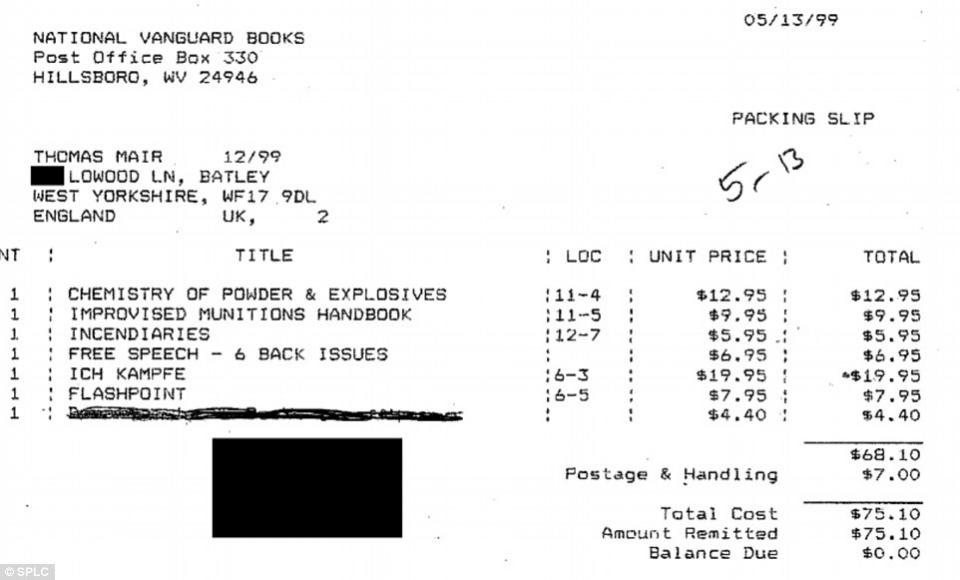 05/13/99
NATIONAL VANGUARD BOOKS
Post Office Box 330
HILLSBORO, WV 24946
PACKING SLIP
5-13
THOMAS MAIR 12/99
LOWOOD LN, BATLEY
WEST YORKSHIRE, WF17 9DL
ENGLAND UK, 2
NT : TITLE : LOC : UNIT PRICE : TOTAL
1 : CHEMISTRY OF POWDER & EXPLOSIVES :11-4 : $12.95 : $12.95
1 : IMPROVISED MUNITIONS HANDBOOK :11-5 : $9.95 : $9.95
1 : INCENDIARIES :12-7 : $5.95 : $5.95
1 : FREE SPEECH - 6 BACK ISSUES : : $6.95 : $6.95
1 : ICH KAMPFE :6-3 : $19.95 : $19.95
1 : FLASHPOINT :6-5 : $7.95 : $7.95
1 : : : $4.40 : $4.40
$68.10
Postage & Handling $7.00
Total Cost $75.10
Amount Remitted $75.10
Balance Due $0.00
© SPLC